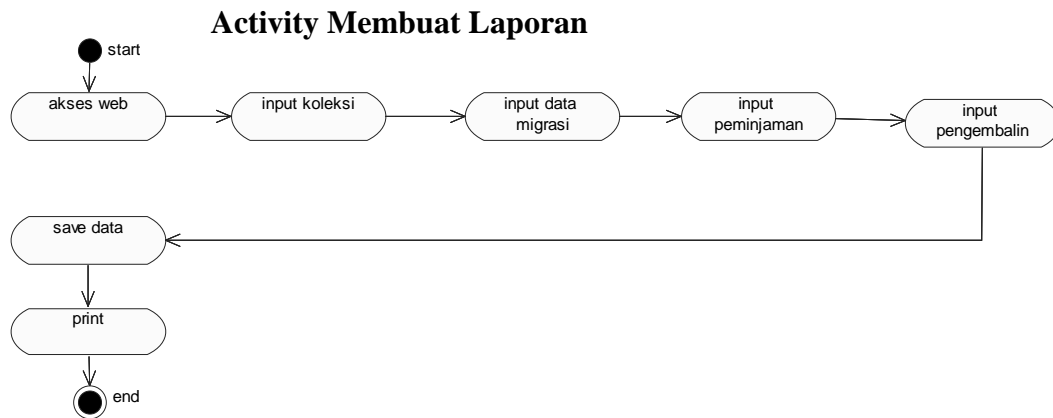 Activity Membuat Laporan
start
akses web
input koleksi
input data
migrasi
input
peminjaman
input
pengembalin
save data
print
end